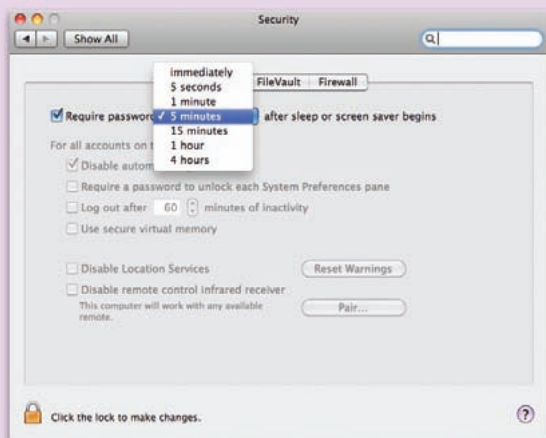 Security
Show All
FileVault Firewall
immediately
5 seconds
1 minute
Require password ✓ 5 minutes after sleep or screen saver begins
15 minutes
1 hour
4 hours
For all accounts on
Disable
Require a password to unlock each System Preferences pane
Log out after 60 minutes of inactivity
Use secure virtual memory
Disable Location Services Reset Warnings
Disable remote control infrared receiver
This computer will work with any available Pair...
remote.
Click the lock to make changes. ?